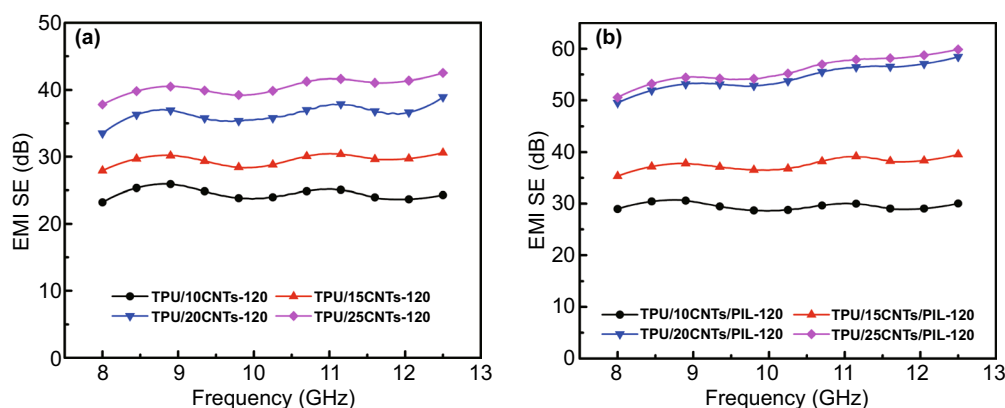 (a)
EMI SE (dB)
50
40
30
20
10
0
TPU/10CNTs-120
TPU/15CNTs-120
TPU/20CNTs-120
TPU/25CNTs-120
8 9 10 11 12 13
Frequency (GHz)
(b)
EMI SE (dB)
60
50
40
30
20
10
0
TPU/10CNTs/PIL-120
TPU/15CNTs/PIL-120
TPU/20CNTs/PIL-120
TPU/25CNTs/PIL-120
8 9 10 11 12 13
Frequency (GHz)